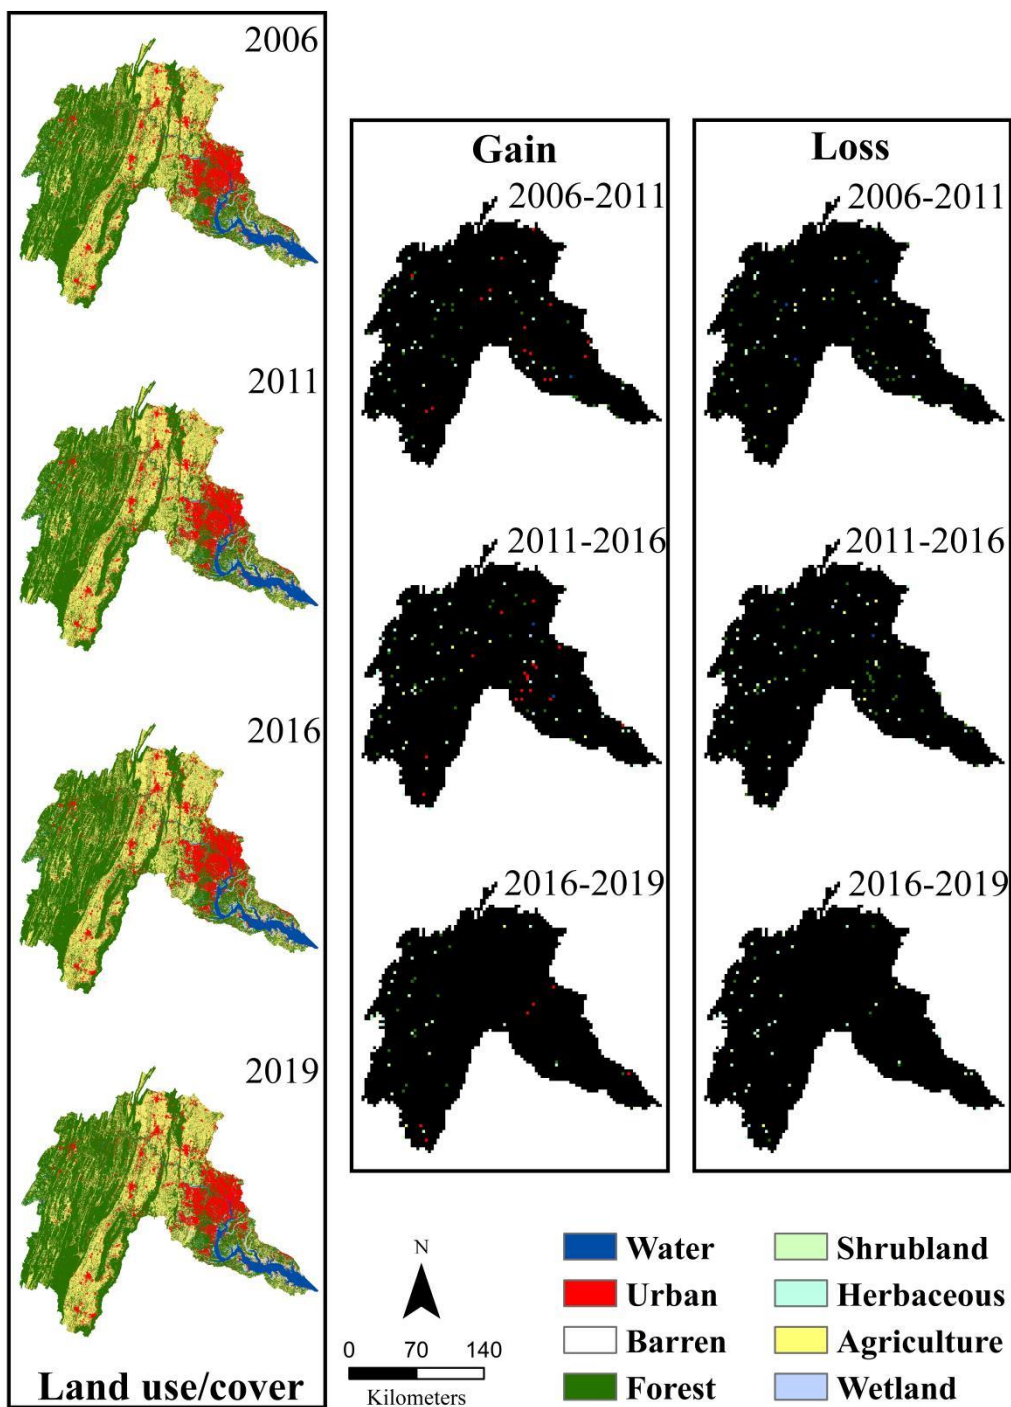 2006
2011
2016
2019
Land use/cover
Gain
2006-2011
2011-2016
2016-2019
Loss
2006-2011
2011-2016
2016-2019
N
0 70 140
Kilometers
Water
Urban
Barren
Forest
Shrubland
Herbaceous
Agriculture
Wetland